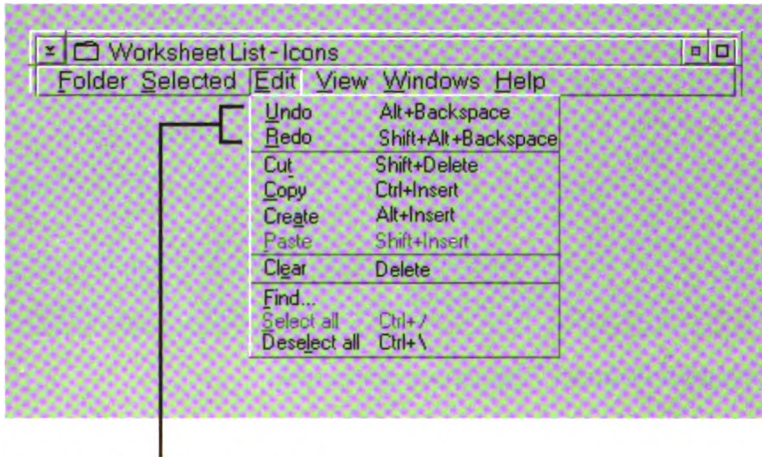 Worksheet List - Icons
Folder Selected Edit View Windows Help
Undo Alt+Backspace
Redo Shift+Alt+Backspace
Cut Shift+Delete
Copy Ctrl+Insert
Create Alt+Insert
Paste Shift+Insert
Clear Delete
Find...
Select all Ctrl+/
Deselect all Ctrl+\